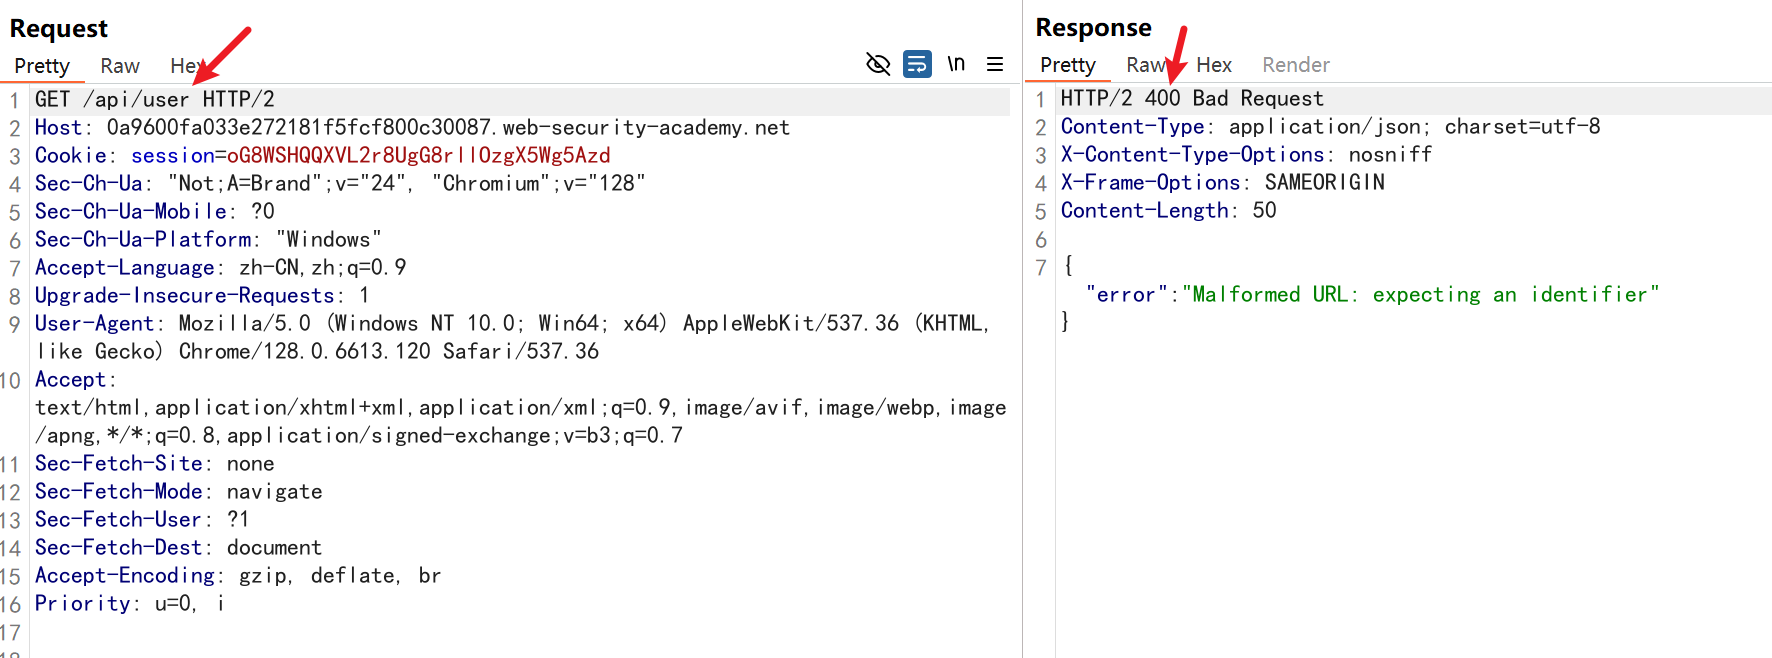 Request
Pretty Raw Hex
\n
1 GET /api/user HTTP/2
2 Host: 0a9600fa033e272181f5fcf800c30087.web-security-academy.net
3 Cookie: session=oG8WSHQQXVL2r8UgG8rllOzgX5Wg5Azd
4 Sec-Ch-Ua: "Not;A=Brand";v="24", "Chromium";v="128"
5 Sec-Ch-Ua-Mobile: ?0
6 Sec-Ch-Ua-Platform: "Windows"
7 Accept-Language: zh-CN,zh;q=0.9
8 Upgrade-Insecure-Requests: 1
9 User-Agent: Mozilla/5.0 (Windows NT 10.0; Win64; x64) AppleWebKit/537.36 (KHTML,
like Gecko) Chrome/128.0.6613.120 Safari/537.36
10 Accept:
text/html,application/xhtml+xml,application/xml;q=0.9,image/avif,image/webp,image
/apng,*/*;q=0.8,application/signed-exchange;v=b3;q=0.7
11 Sec-Fetch-Site: none
12 Sec-Fetch-Mode: navigate
13 Sec-Fetch-User: ?1
14 Sec-Fetch-Dest: document
15 Accept-Encoding: gzip, deflate, br
16 Priority: u=0, i
17
18
Response
Pretty Raw Hex Render
1 HTTP/2 400 Bad Request
2 Content-Type: application/json; charset=utf-8
3 X-Content-Type-Options: nosniff
4 X-Frame-Options: SAMEORIGIN
5 Content-Length: 50
6
7 {
"error":"Malformed URL: expecting an identifier"
}